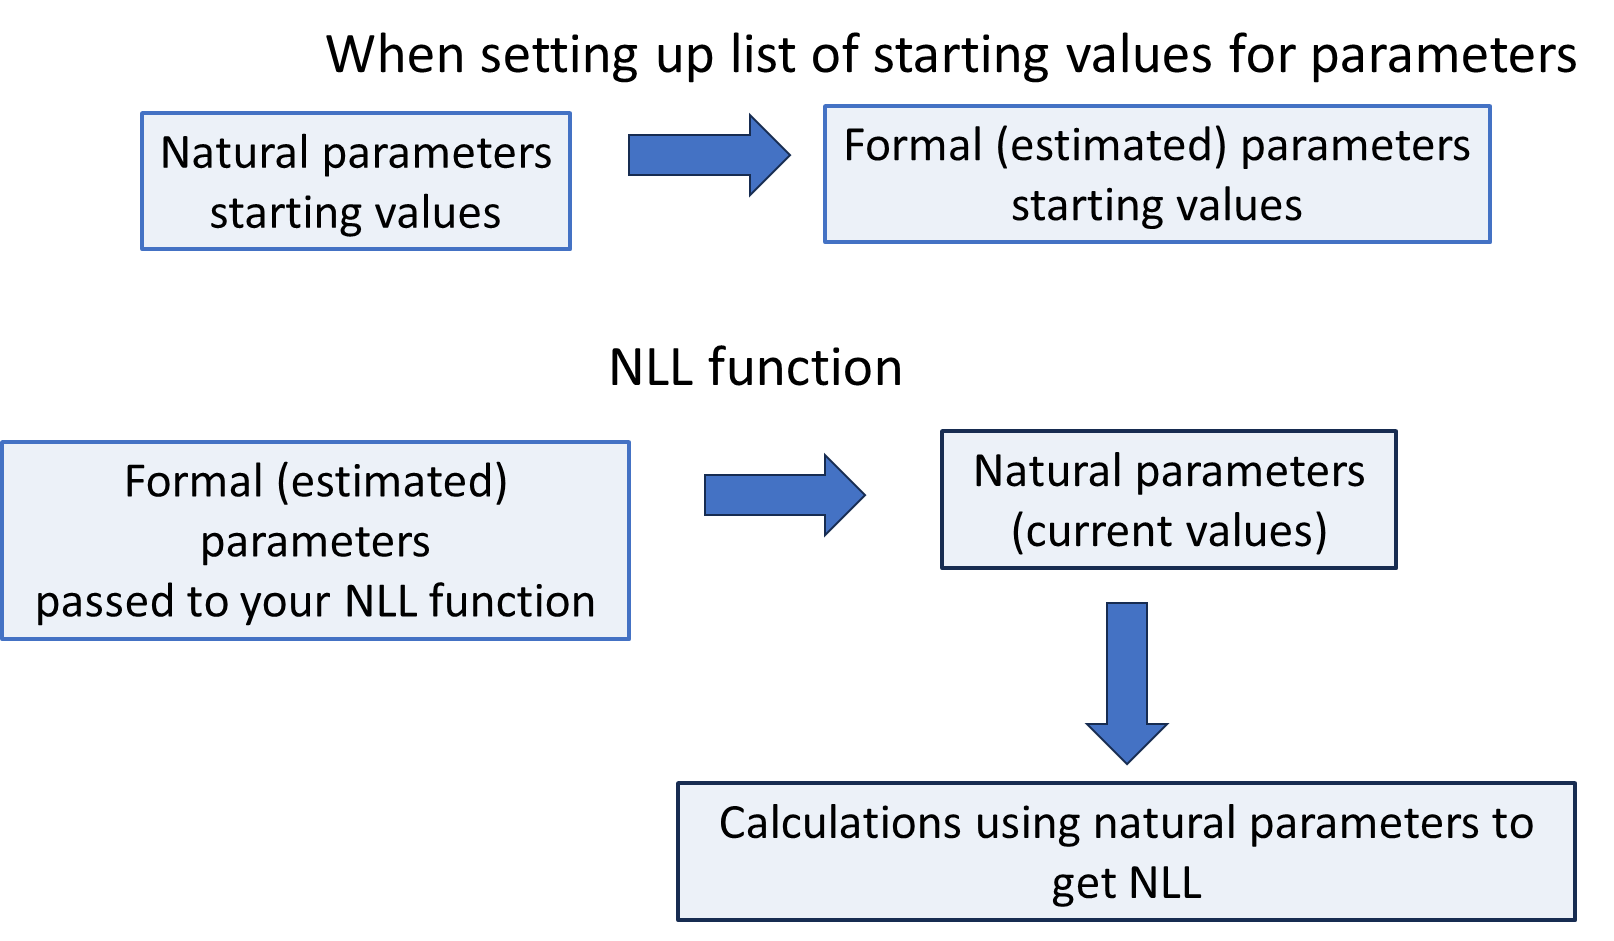 When setting up list of starting values for parameters
Natural parameters
starting values
Formal (estimated) parameters
starting values
NLL function
Formal (estimated)
parameters
passed to your NLL function
Natural parameters
(current values)
Calculations using natural parameters to
get NLL